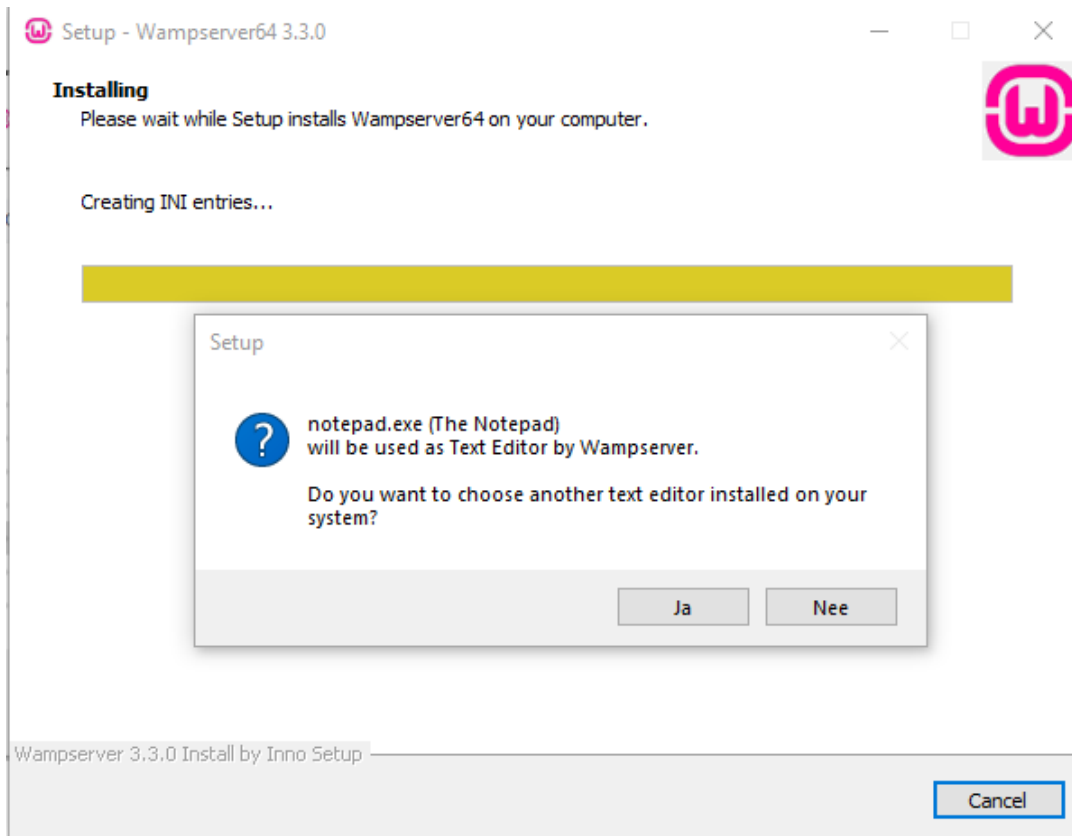 Setup - Wampserver64 3.3.0
Installing
Please wait while Setup installs Wampserver64 on your computer.
Creating INI entries...
Setup
notepad.exe (The Notepad)
will be used as Text Editor by Wampserver.
Do you want to choose another text editor installed on your
system?
Ja
Nee
Wampserver 3.3.0 Install by Inno Setup
Cancel